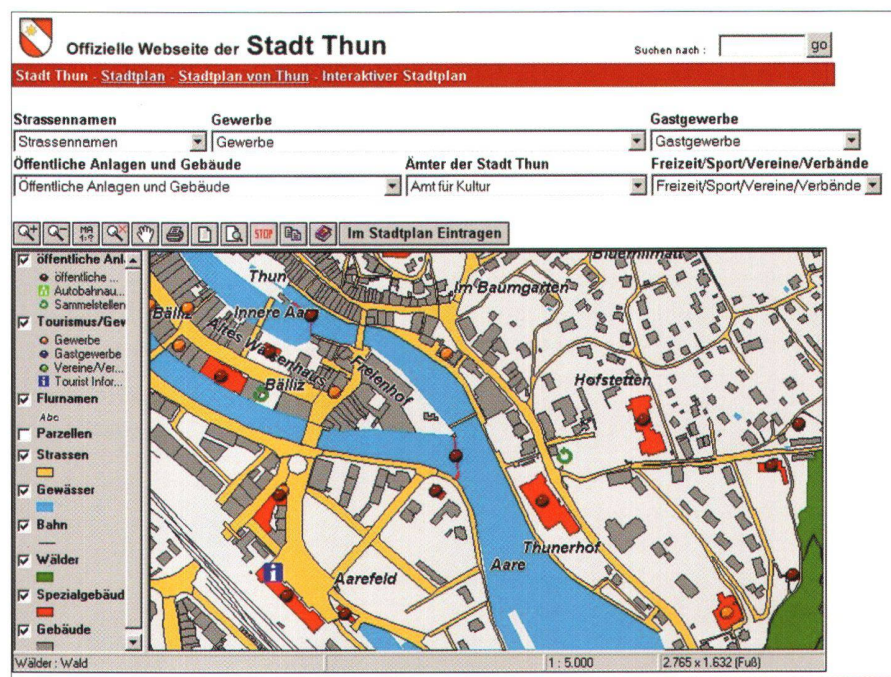 Offizielle Webseite der Stadt Thun
Suchen nach :
go
Stadt Thun - Stadtplan - Stadtplan von Thun - Interaktiver Stadtplan
Strassennamen
Gewerbe
Gastgewerbe
Strassennamen
Gewerbe
Gastgewerbe
Öffentliche Anlagen und Gebäude
Ämter der Stadt Thun
Freizeit/Sport/Vereine/Verbände
Öffentliche Anlagen und Gebäude
Amt für Kultur
Freizeit/Sport/Vereine/Verbände
MA
1:?
STOP
Im Stadtplan Eintragen
öffentliche Anl
öffentliche ...
Autobahnau...
Sammelstellen
Tourismus/Gew
Gewerbe
Gastgewerbe
Vereine/Ver...
i Tourist Infor...
Flurnamen
Abc
Parzellen
Strassen
Gewässer
Bahn
Wälder
Spezialgebäud
Gebäude
Thun
Im Baumgarten
Bälliz
Innere Aa
Altes Waisenhaus
Freienhof
Bälliz
Hofstetten
Thunerhof
Aare
Aarefeld
i
Wälder : Wald
1 : 5.000
2.765 x 1.632 (Fuß)